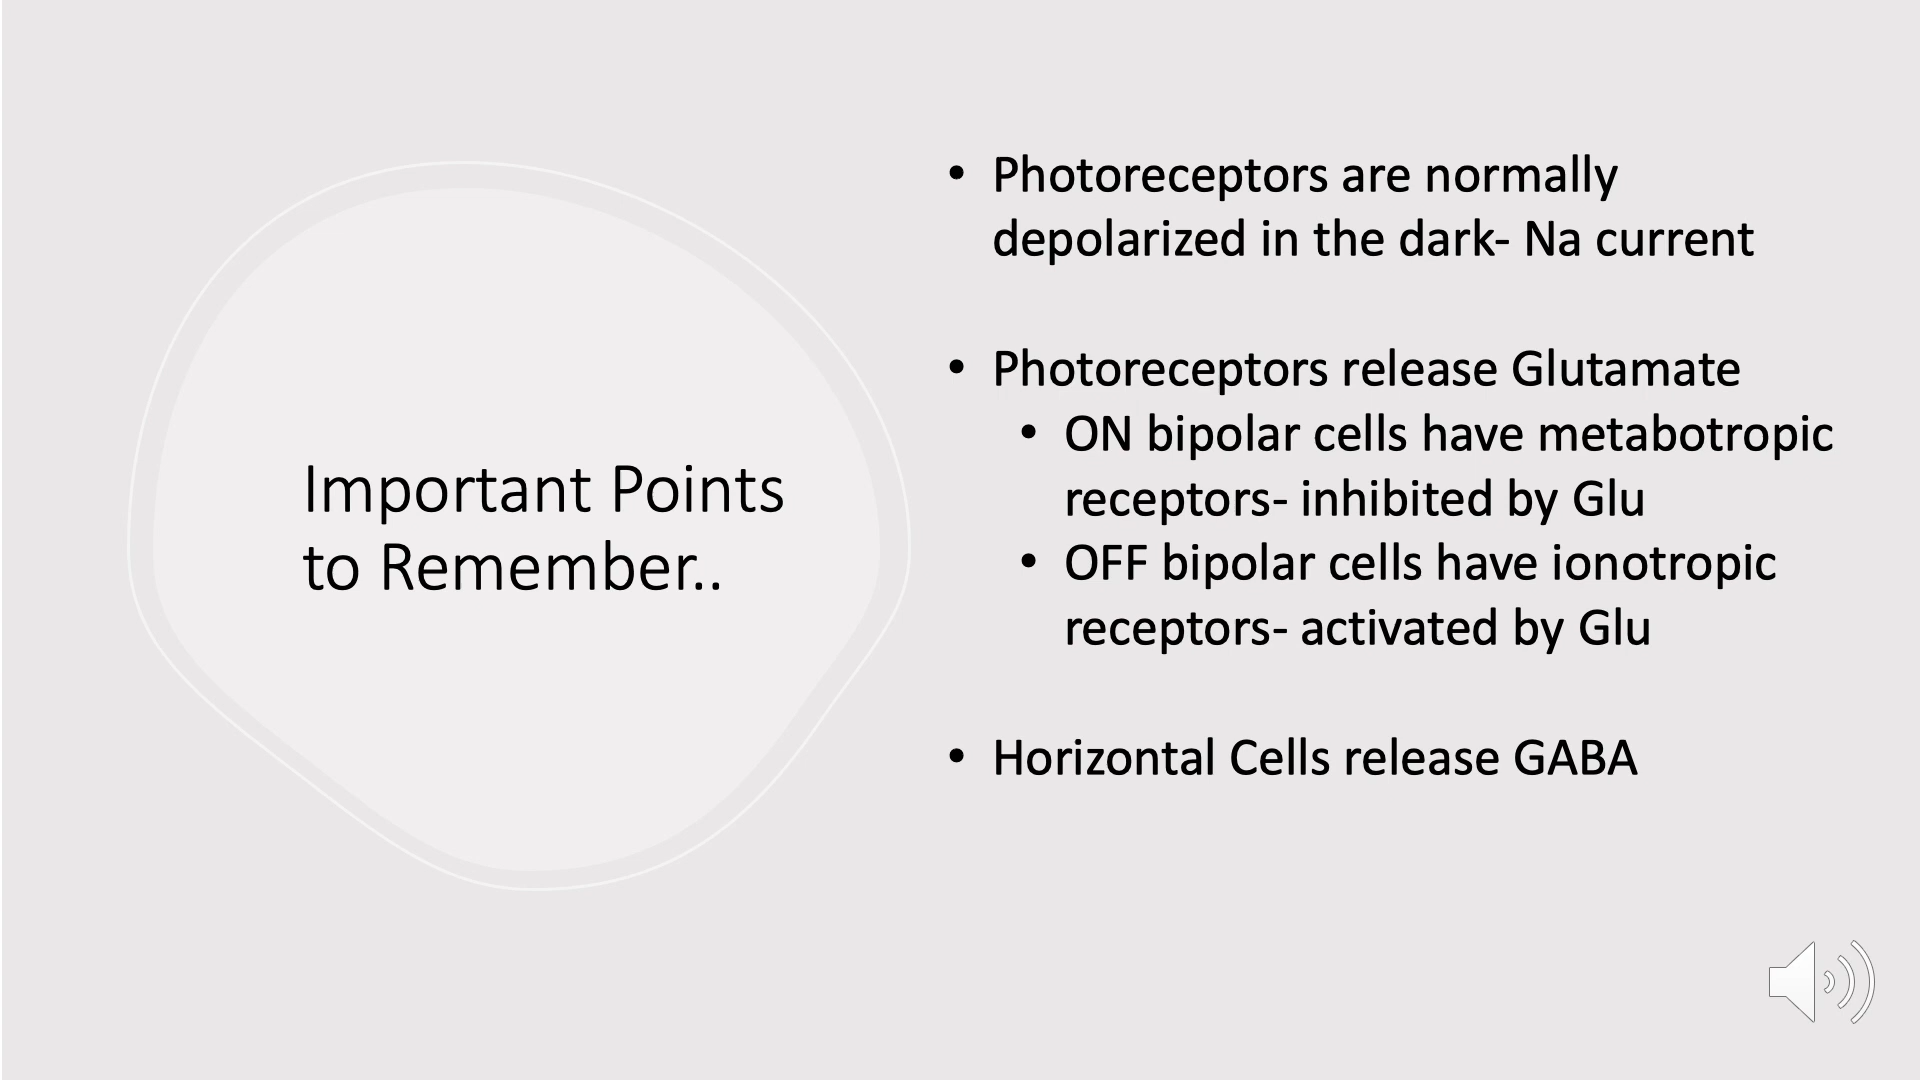 Important Points
to Remember..
• Photoreceptors are normally
depolarized in the dark- Na current
• Photoreceptors release Glutamate
• ON bipolar cells have metabotropic
receptors- inhibited by Glu
• OFF bipolar cells have ionotropic
receptors- activated by Glu
• Horizontal Cells release GABA